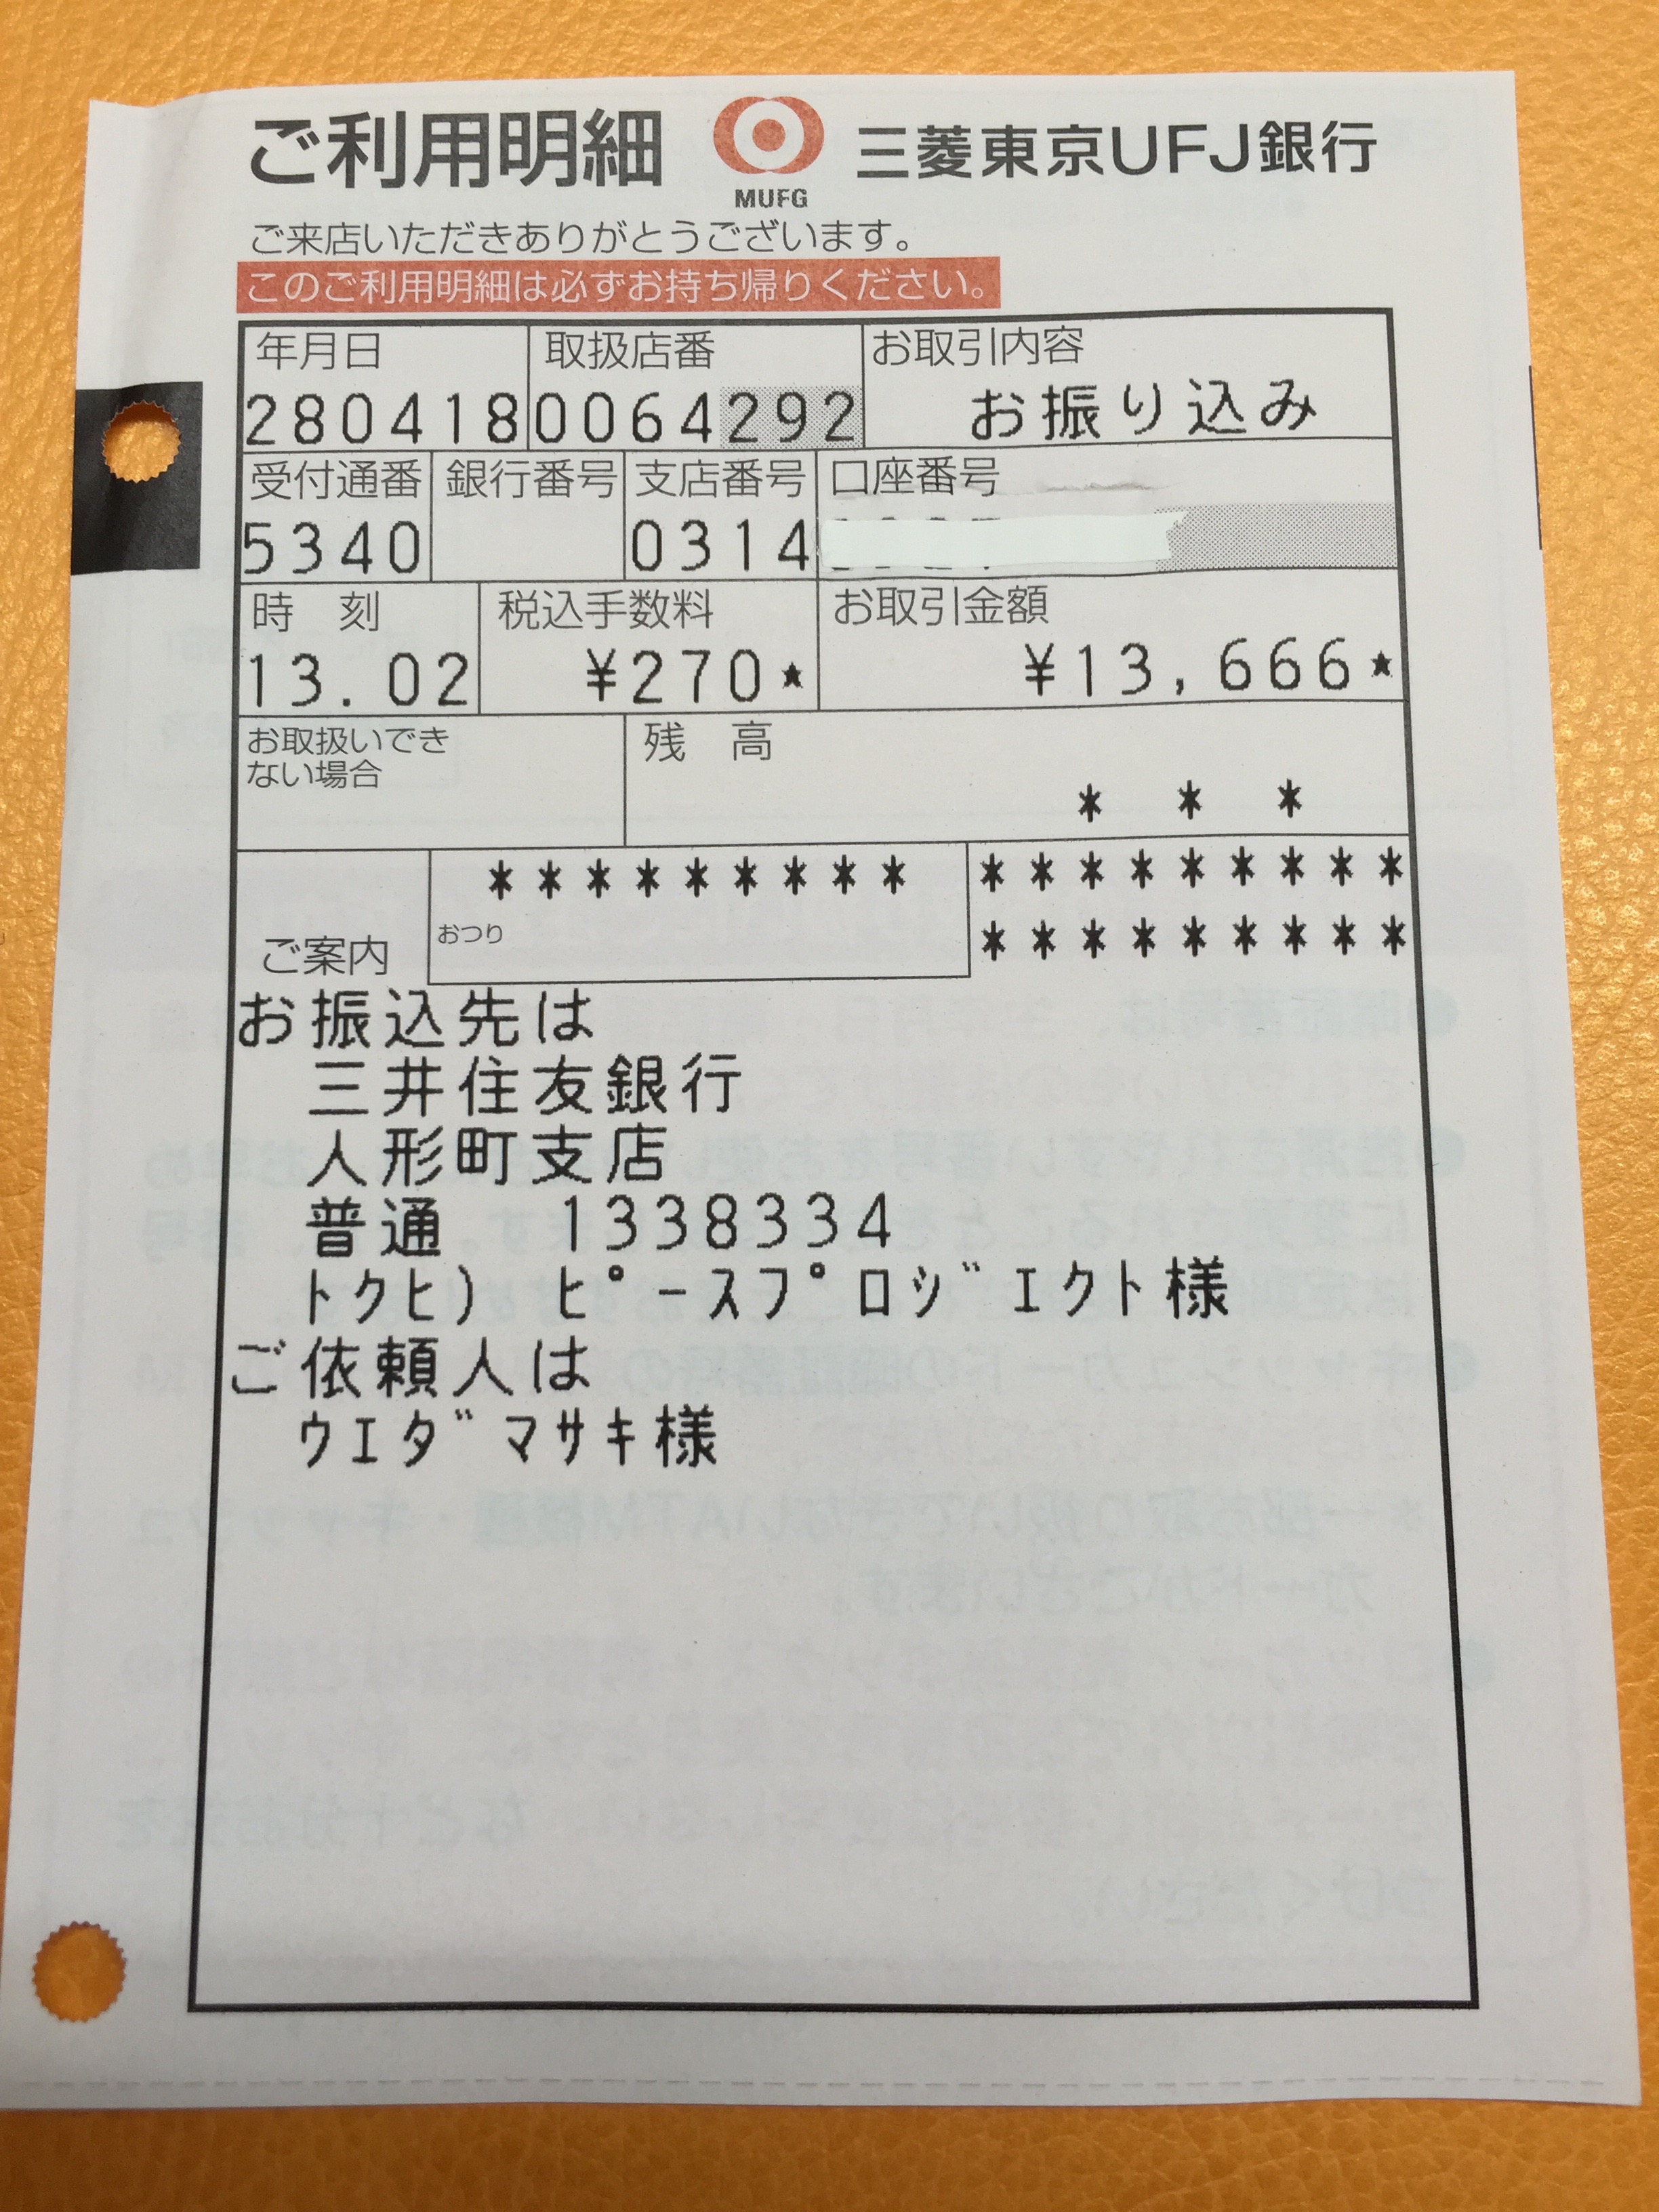 ご利用明細 MUFG 三菱東京UFJ銀行
ご来店いただきありがとうございます。
このご利用明細は必ずお持ち帰りください。
年月日 取扱店番 お取引内容
280418 0064292 お振り込み
受付通番 銀行番号 支店番号 口座番号
5340 0314
時 刻 税込手数料 お取引金額
13.02 ¥270★ ¥13,666★
お取扱いでき 残 高
ない場合
* * *
********* *********
おつり *********
ご案内
お振込先は
三井住友銀行
人形町支店
普通 1338334
トクヒ) ピースプロジエクト様
ご依頼人は
ウエダマサキ様